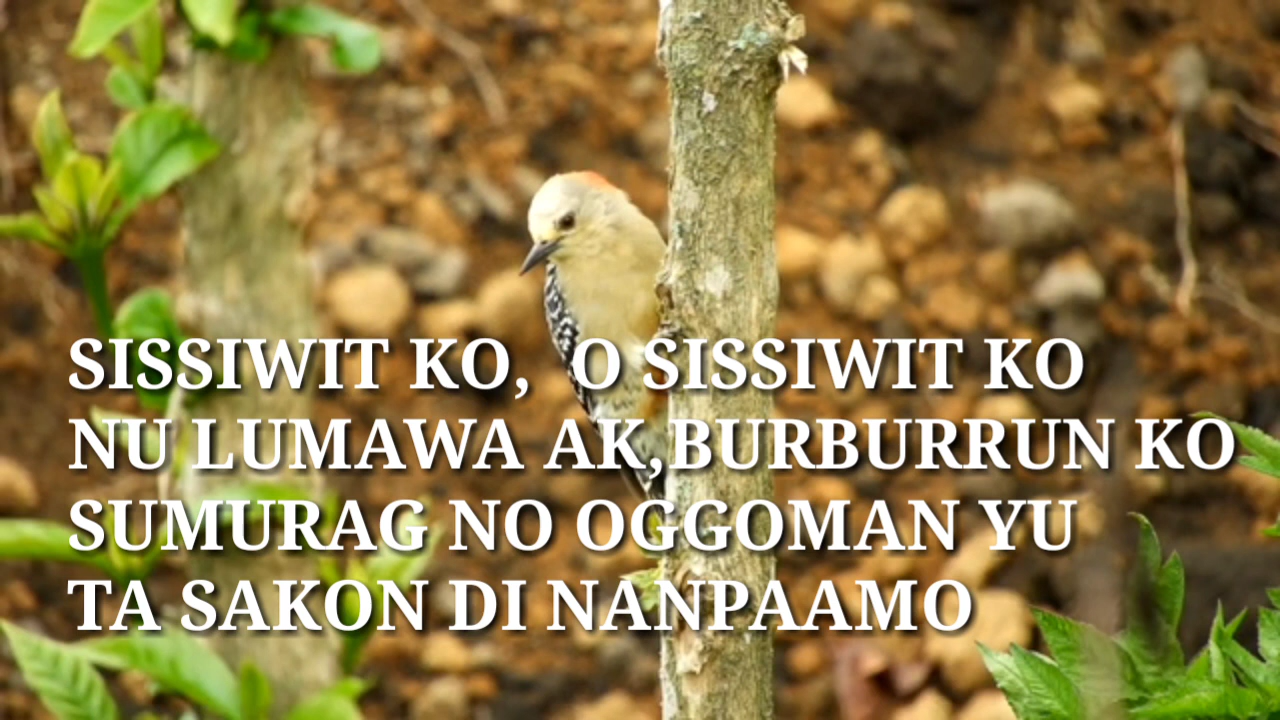 SISSIWIT KO, O SISSIWIT KO
NU LUMAWA AK,BURBURRUN KO
SUMURAG NO OGGOMAN YU
TA SAKON DI NANPAAMO